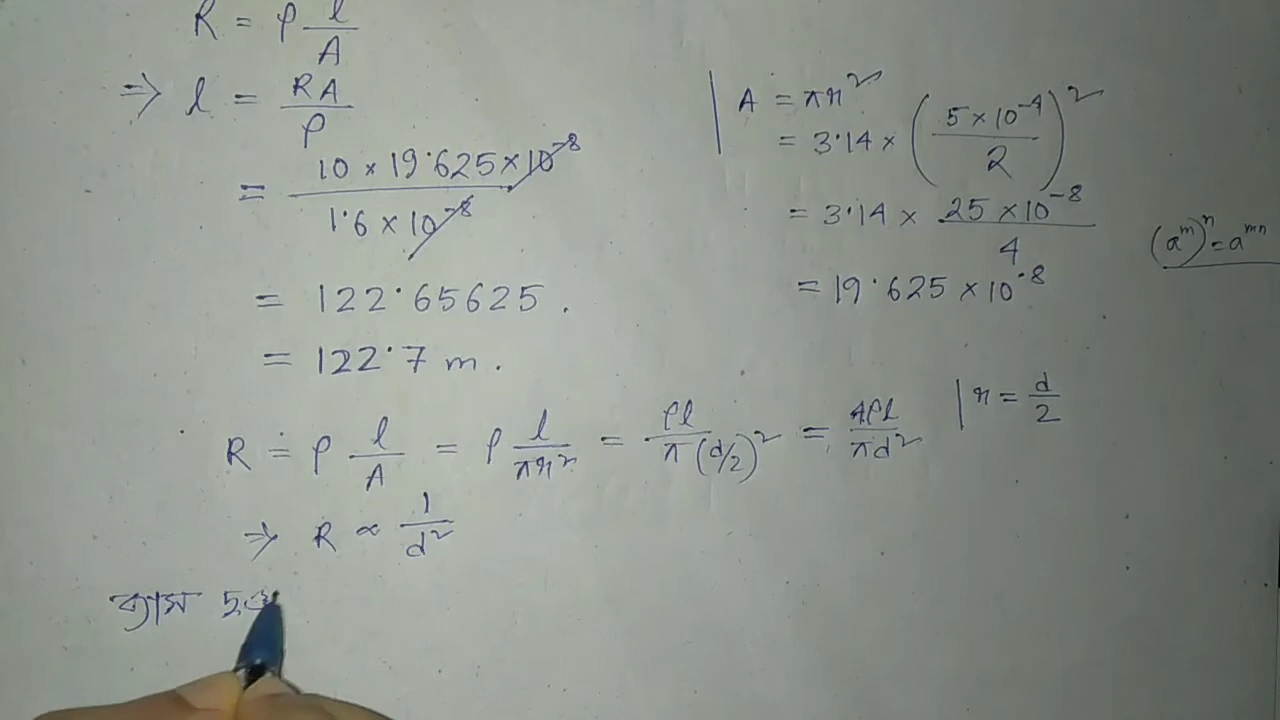 R = ρ l/A
⇒ l = RA/ρ
= 10 × 19.625 × 10⁻⁸ / 1.6 × 10⁻⁸
= 122.65625 .
= 122.7 m .
A = πr²
= 3.14 × (5 × 10⁻⁴ / 2)²
= 3.14 × 25 × 10⁻⁸ / 4
= 19.625 × 10⁻⁸
(aᵐ)ⁿ = aᵐⁿ
R = ρ l/A = ρ l/πr² = ρl/π(d/2)² = 4ρl/πd² | r = d/2
⇒ R ∝ 1/d²
ব্যাস